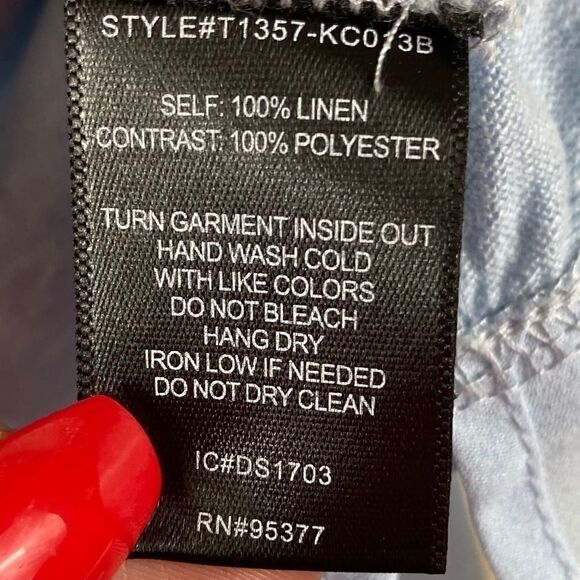 STYLE#T1357-KC013B
SELF: 100% LINEN
CONTRAST: 100% POLYESTER
TURN GARMENT INSIDE OUT
HAND WASH COLD
WITH LIKE COLORS
DO NOT BLEACH
HANG DRY
IRON LOW IF NEEDED
DO NOT DRY CLEAN
IC#DS1703
RN#95377